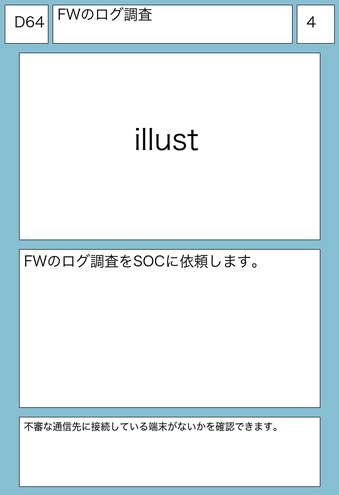 D64
FWのログ調査
4
illust
FWのログ調査をSOCに依頼します。
不審な通信先に接続している端末がないかを確認できます。